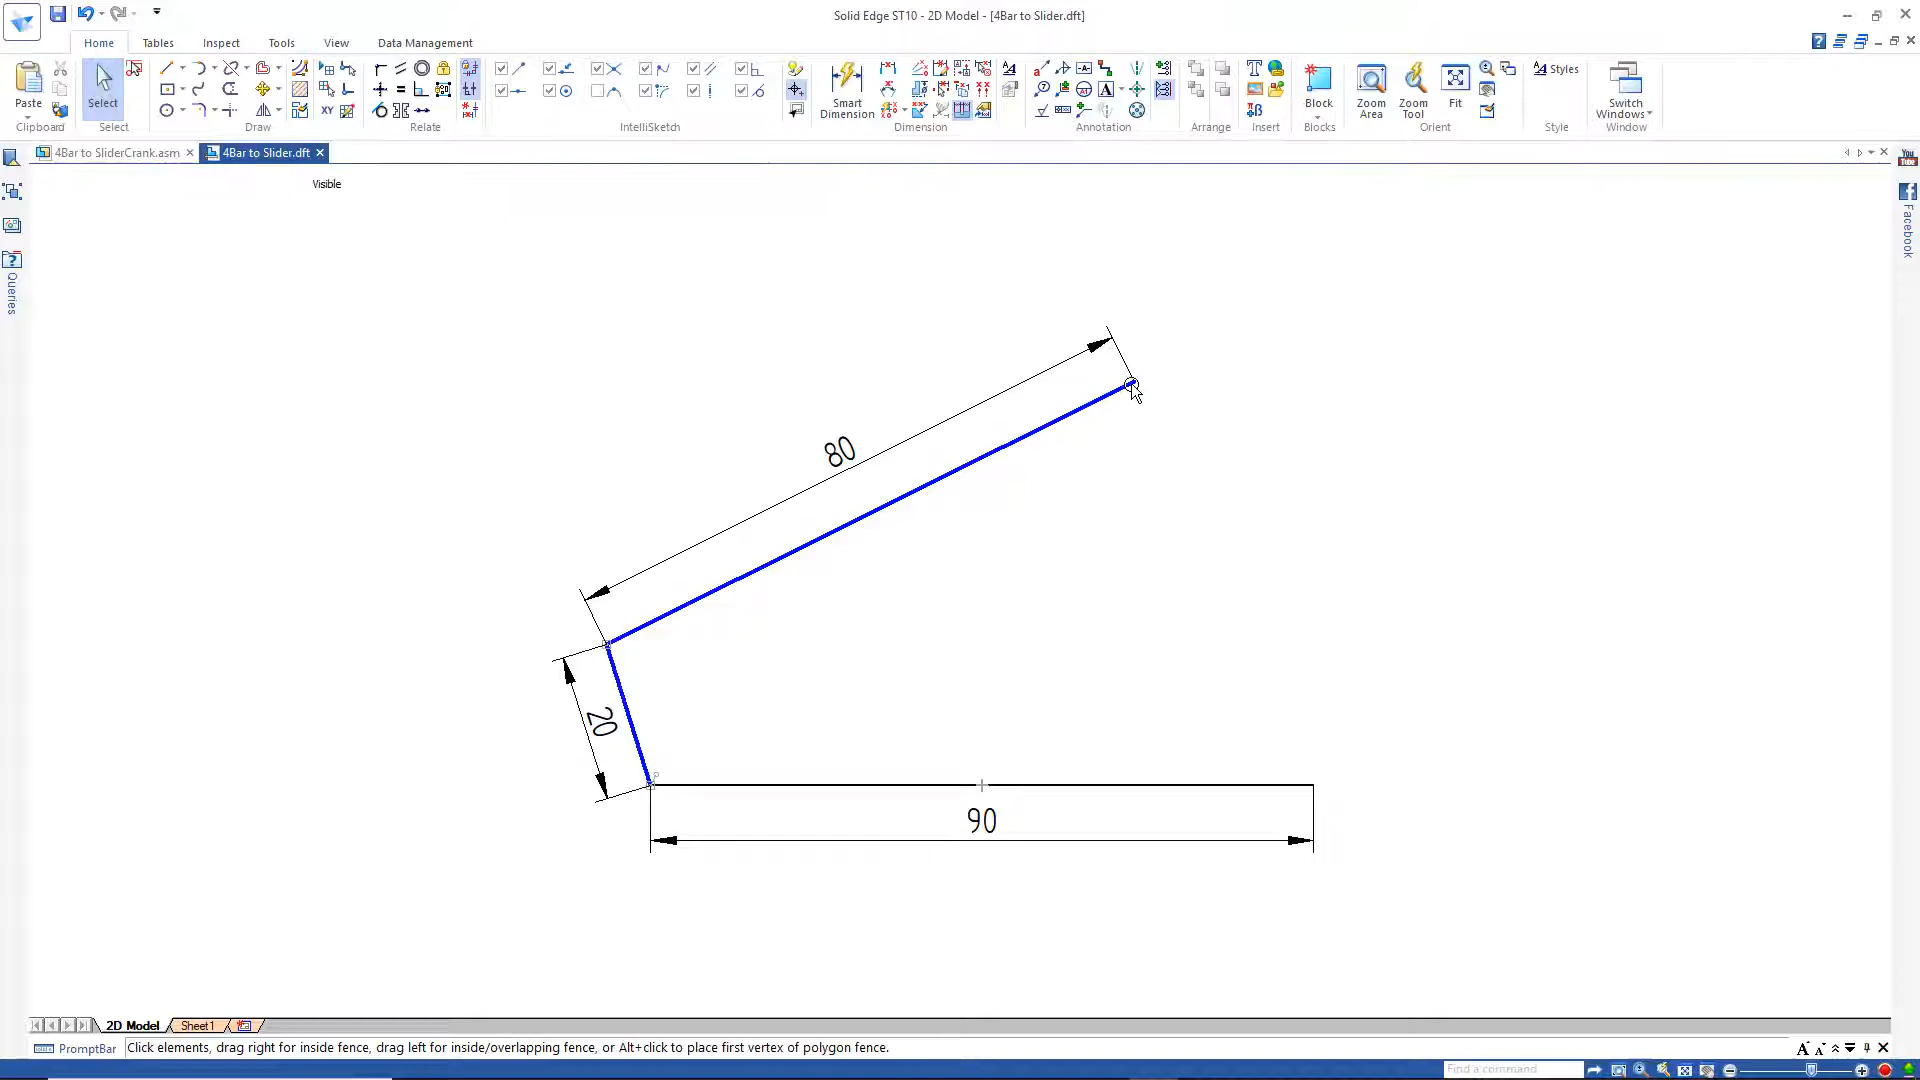 Solid Edge ST10 - 2D Model - [4Bar to Slider.dft]
Home Tables Inspect Tools View Data Management
Paste
Clipboard
Select
Select
Draw
XY
Relate
IntelliSketch
Smart
Dimension
Dimension
A
Annotation
Arrange
Insert
Block
Blocks
Zoom
Area
Zoom
Tool
Fit
Orient
Styles
Style
Switch
Windows
Window
4Bar to SliderCrank.asm
4Bar to Slider.dft
You
Tube
Facebook
Queries
Visible
80
20
90
2D Model Sheet1
PromptBar
Click elements, drag right for inside fence, drag left for inside/overlapping fence, or Alt+click to place first vertex of polygon fence.
Find a command